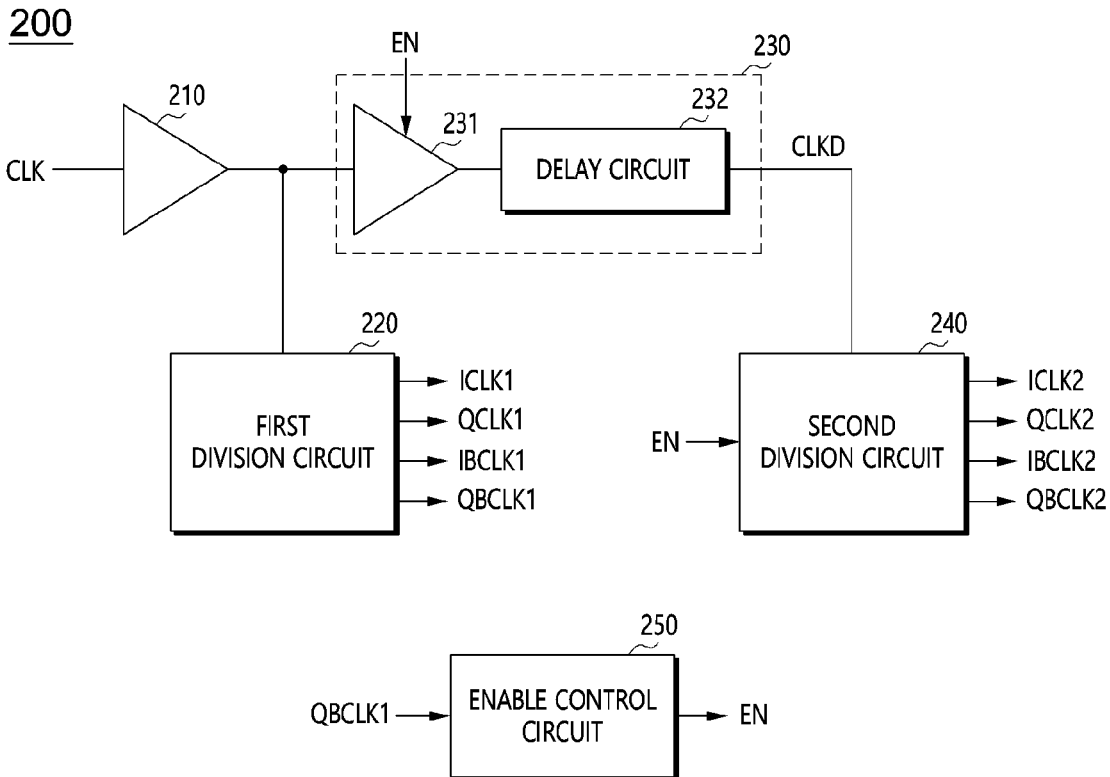 200
EN
230
210
231
232
CLK
DELAY CIRCUIT
CLKD
220
FIRST
DIVISION CIRCUIT
ICLK1
QCLK1
IBCLK1
QBCLK1
240
EN
SECOND
DIVISION CIRCUIT
ICLK2
QCLK2
IBCLK2
QBCLK2
250
QBCLK1
ENABLE CONTROL
CIRCUIT
EN